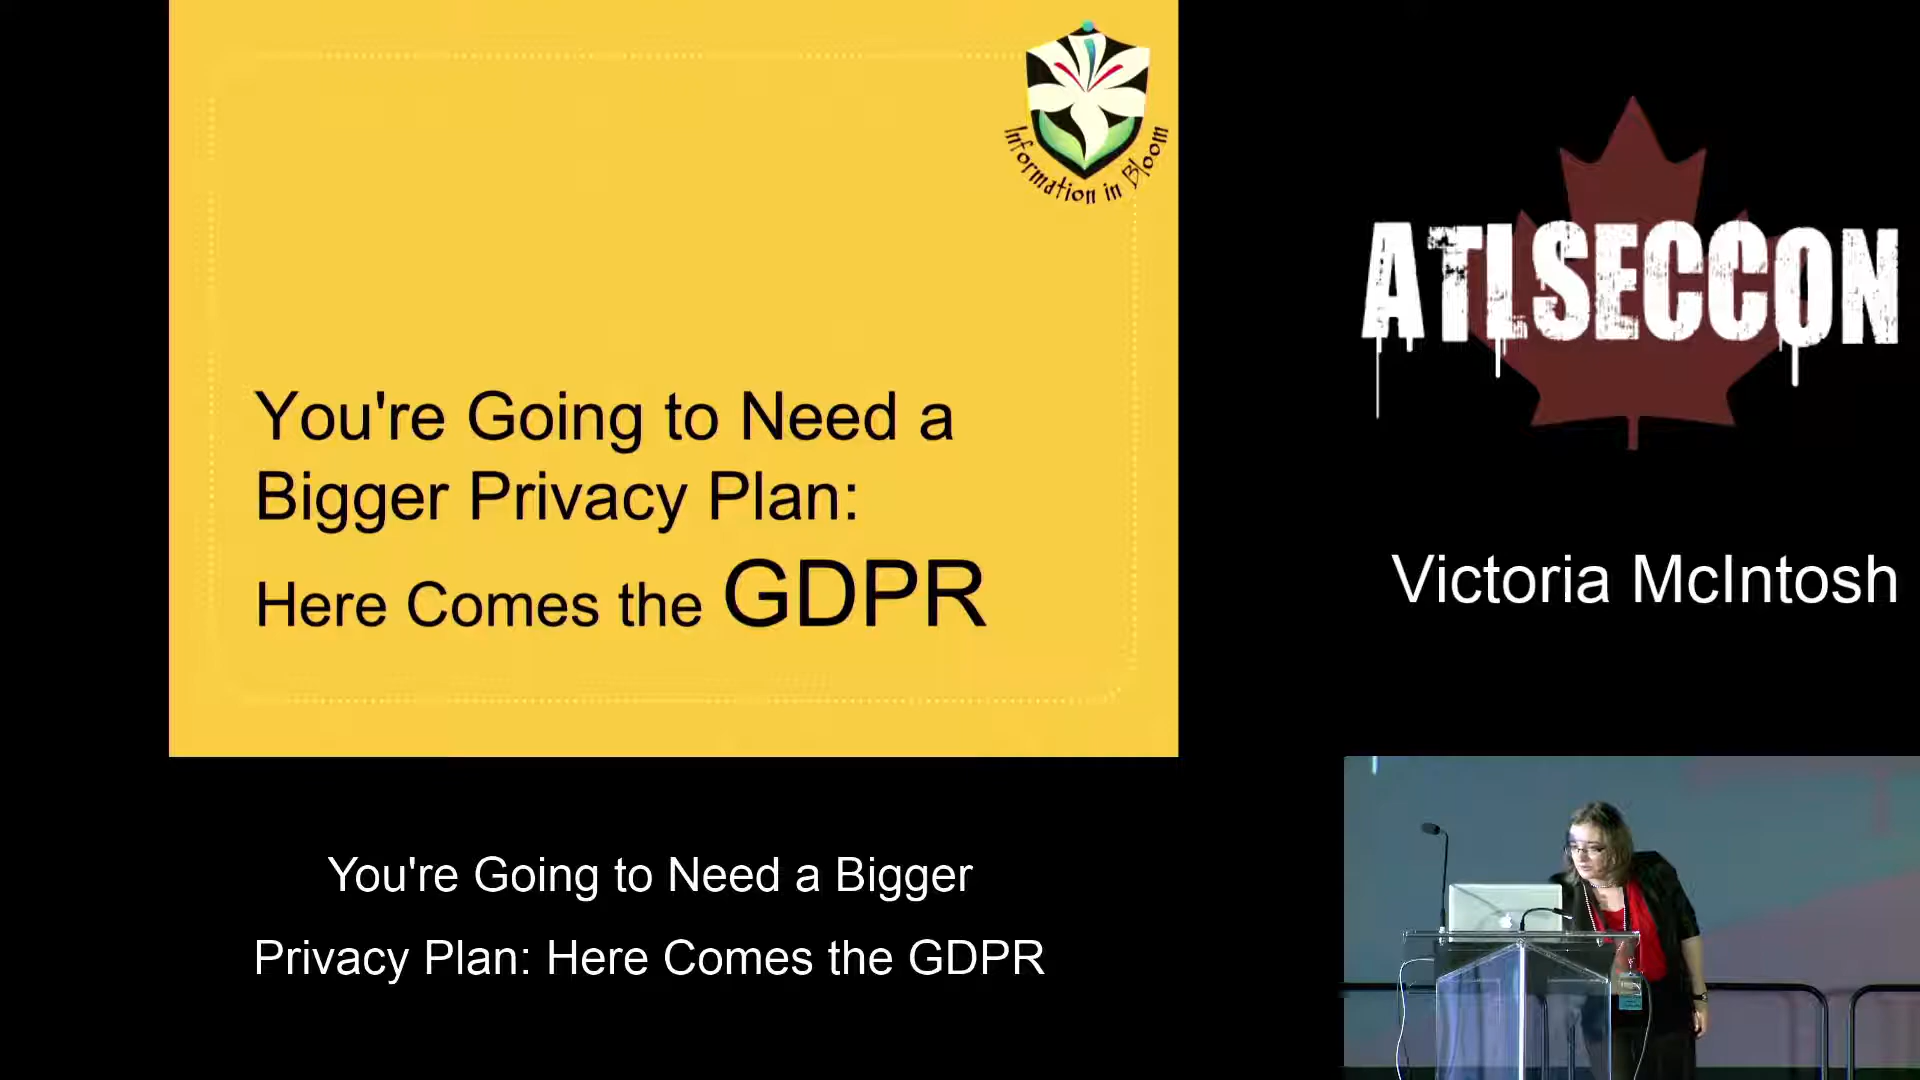 Information in Bloom
You're Going to Need a
Bigger Privacy Plan:
Here Comes the GDPR
ATLSECCON
Victoria McIntosh
You're Going to Need a Bigger
Privacy Plan: Here Comes the GDPR